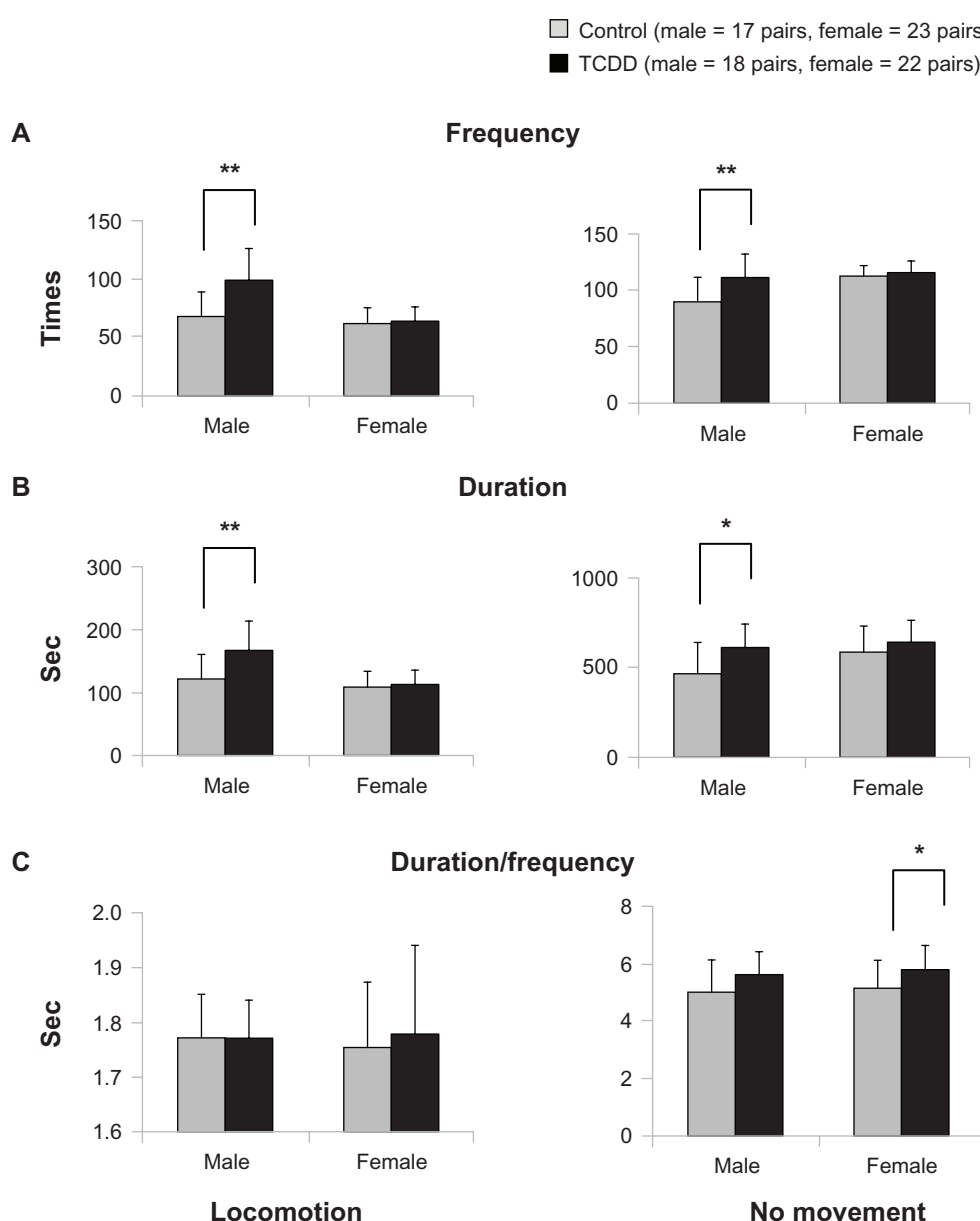 Control (male = 17 pairs, female = 23 pairs
TCDD (male = 18 pairs, female = 22 pairs)
A Frequency
** **
150 150
100 100
50 50
0 0
Times
Male Female Male Female
B Duration
** *
300 1000
200 500
100 0
0
Sec
Male Female Male Female
C Duration/frequency
*
2.0 8
1.9 6
1.8 4
1.7 2
1.6 0
Sec
Male Female Male Female
Locomotion No movement